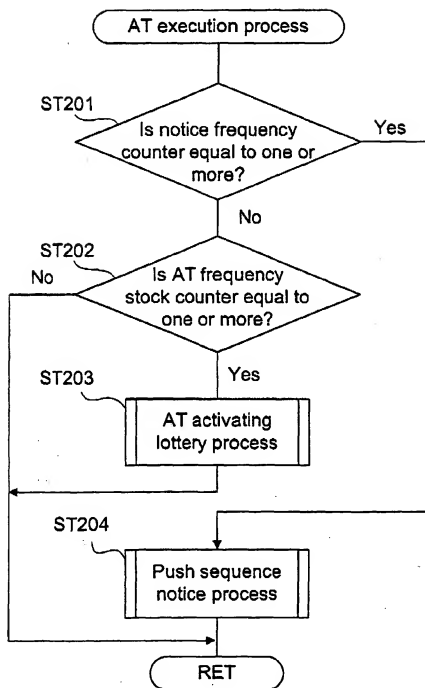 AT execution process
ST201
Is notice frequency
counter equal to one or
more?
Yes
No
ST202
No
Is AT frequency
stock counter equal to
one or more?
Yes
ST203
AT activating
lottery process
ST204
Push sequence
notice process
RET